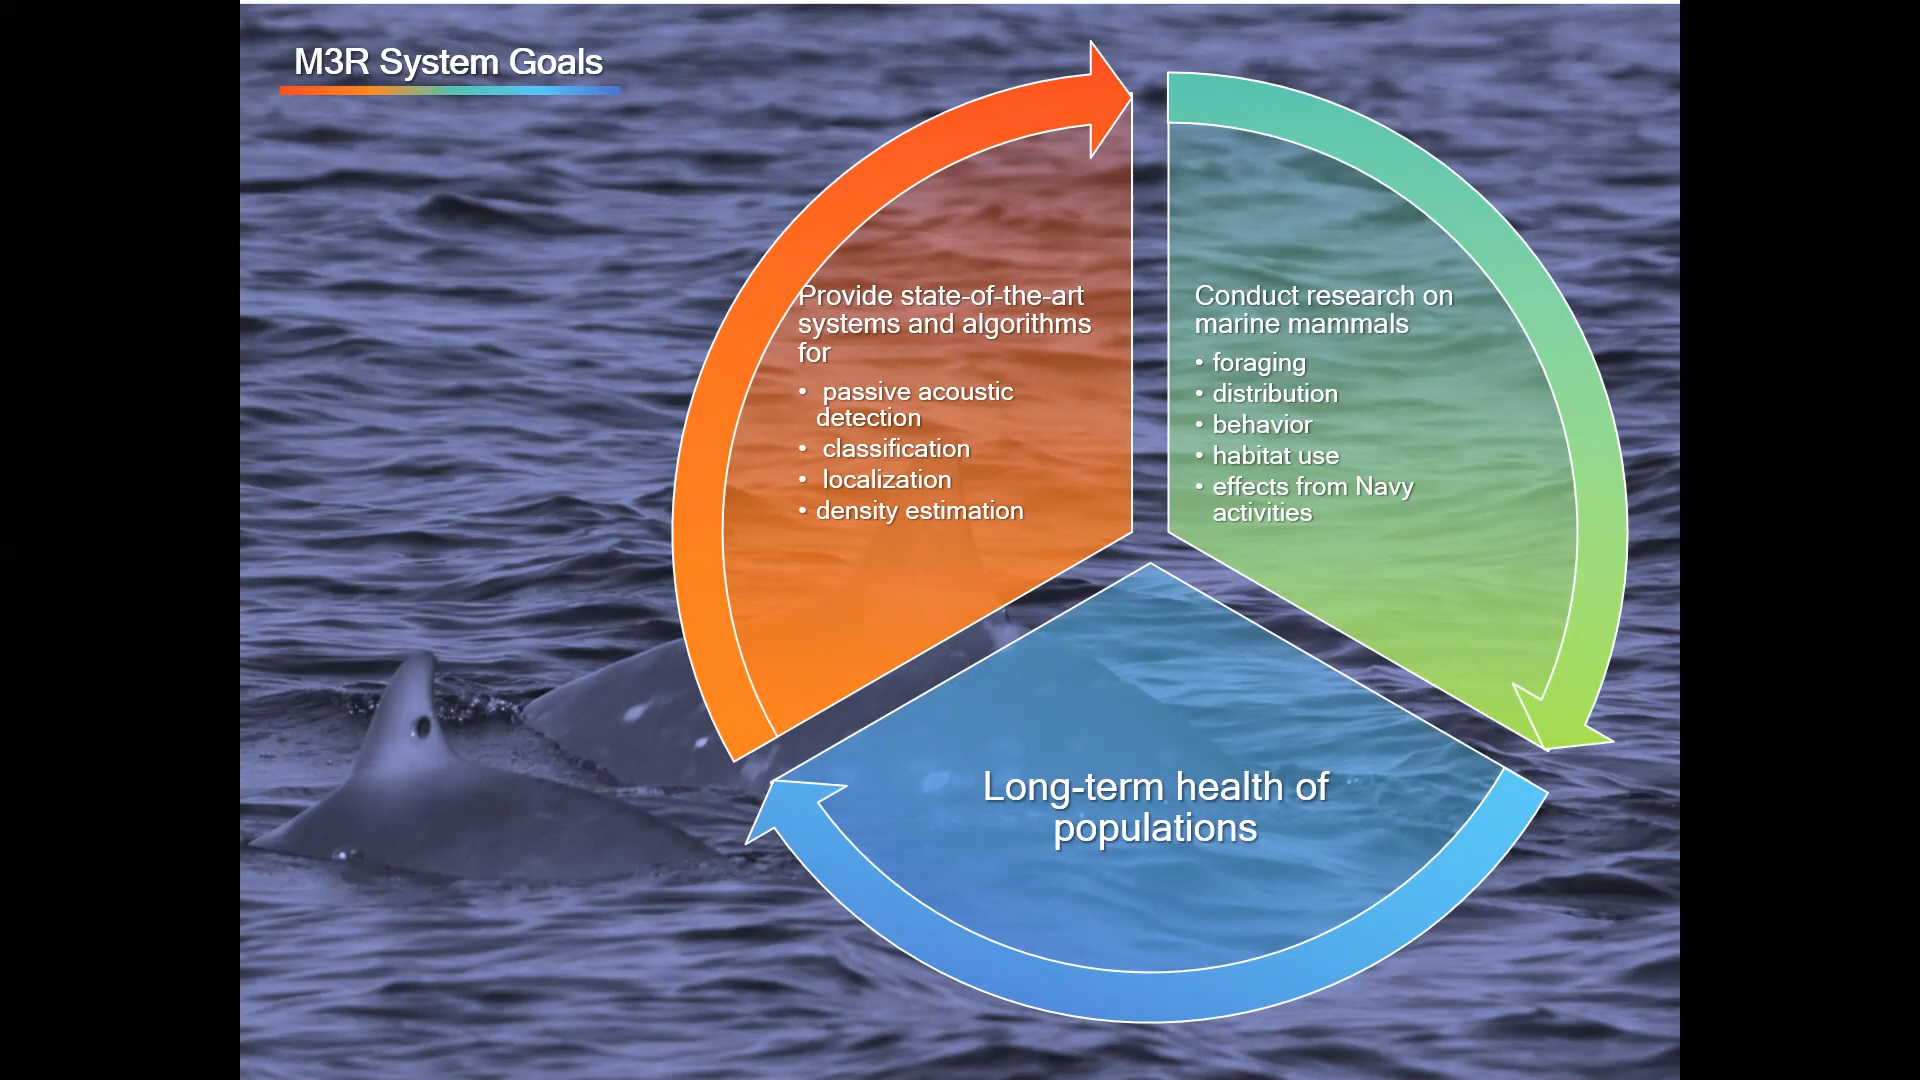 M3R System Goals
Provide state-of-the-art
systems and algorithms
for
• passive acoustic
detection
• classification
• localization
• density estimation
Conduct research on
marine mammals
• foraging
• distribution
• behavior
• habitat use
• effects from Navy
activities
Long-term health of
populations